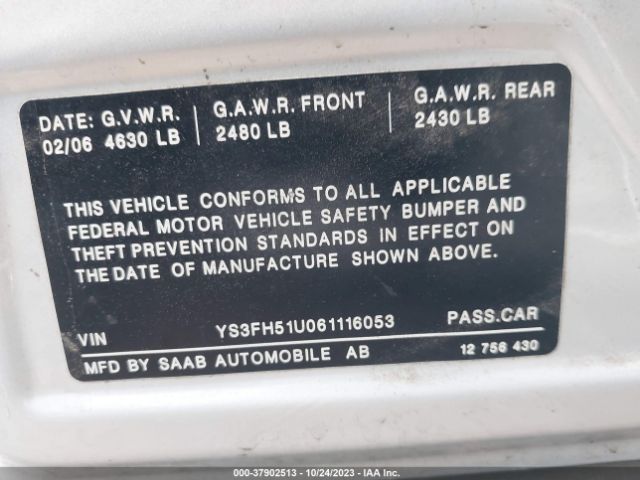 DATE: G.V.W.R. G.A.W.R. FRONT G.A.W.R. REAR
02/06 4630 LB 2480 LB 2430 LB
THIS VEHICLE CONFORMS TO ALL APPLICABLE
FEDERAL MOTOR VEHICLE SAFETY BUMPER AND
THEFT PREVENTION STANDARDS IN EFFECT ON
THE DATE OF MANUFACTURE SHOWN ABOVE.
VIN YS3FH51U061116053 PASS.CAR
MFD BY SAAB AUTOMOBILE AB 12 756 430
000-37902513 - 10/24/2023 - IAA Inc.